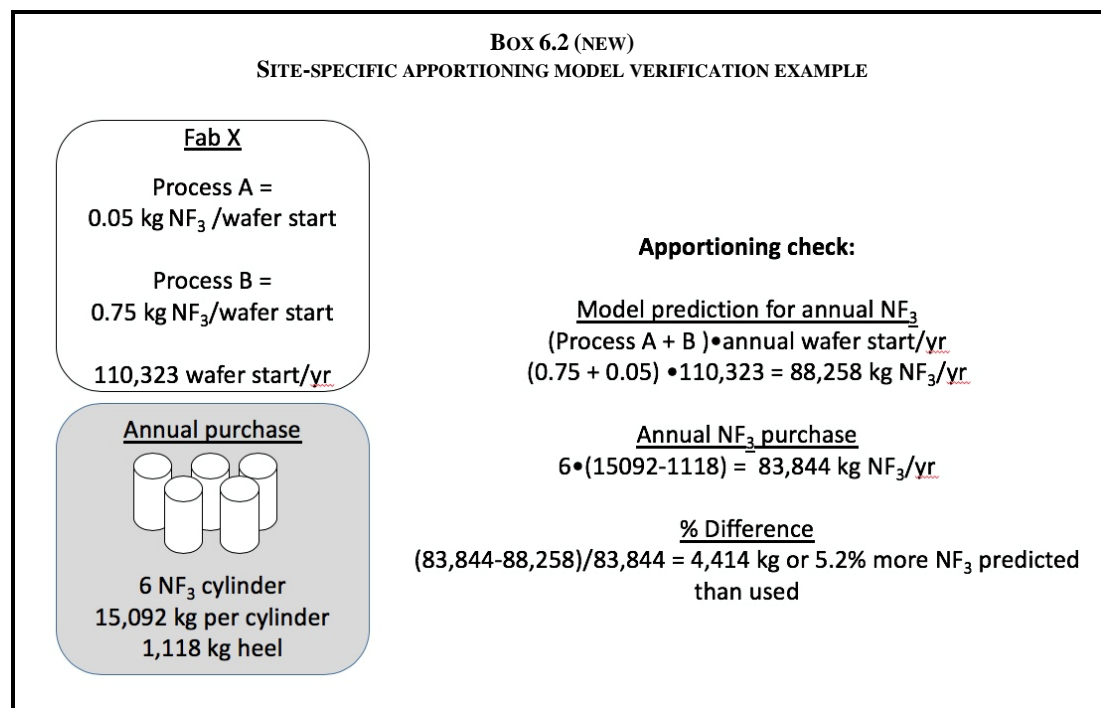 BOX 6.2 (NEW)
SITE-SPECIFIC APPORTIONING MODEL VERIFICATION EXAMPLE
Fab X
Process A =
0.05 kg NF₃ /wafer start
Process B =
0.75 kg NF₃/wafer start
110,323 wafer start/yr
Annual purchase
6 NF₃ cylinder
15,092 kg per cylinder
1,118 kg heel
Apportioning check:
Model prediction for annual NF₃
(Process A + B )•annual wafer start/yr
(0.75 + 0.05) •110,323 = 88,258 kg NF₃/yr
Annual NF₃ purchase
6•(15092-1118) = 83,844 kg NF₃/yr
% Difference
(83,844-88,258)/83,844 = 4,414 kg or 5.2% more NF₃ predicted
than used